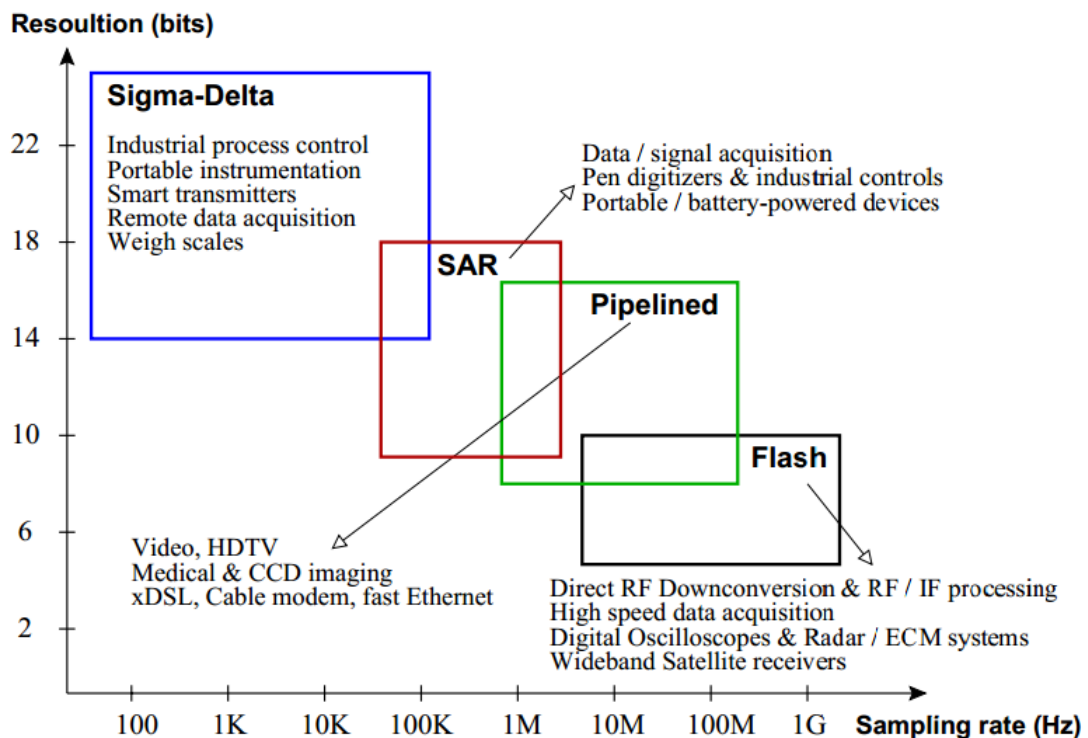 Resoultion (bits)
Sigma-Delta
Industrial process control
Portable instrumentation
Smart transmitters
Remote data acquisition
Weigh scales
Data / signal acquisition
Pen digitizers & industrial controls
Portable / battery-powered devices
SAR
Pipelined
Flash
Video, HDTV
Medical & CCD imaging
xDSL, Cable modem, fast Ethernet
Direct RF Downconversion & RF / IF processing
High speed data acquisition
Digital Oscilloscopes & Radar / ECM systems
Wideband Satellite receivers
22
18
14
10
6
2
100 1K 10K 100K 1M 10M 100M 1G Sampling rate (Hz)